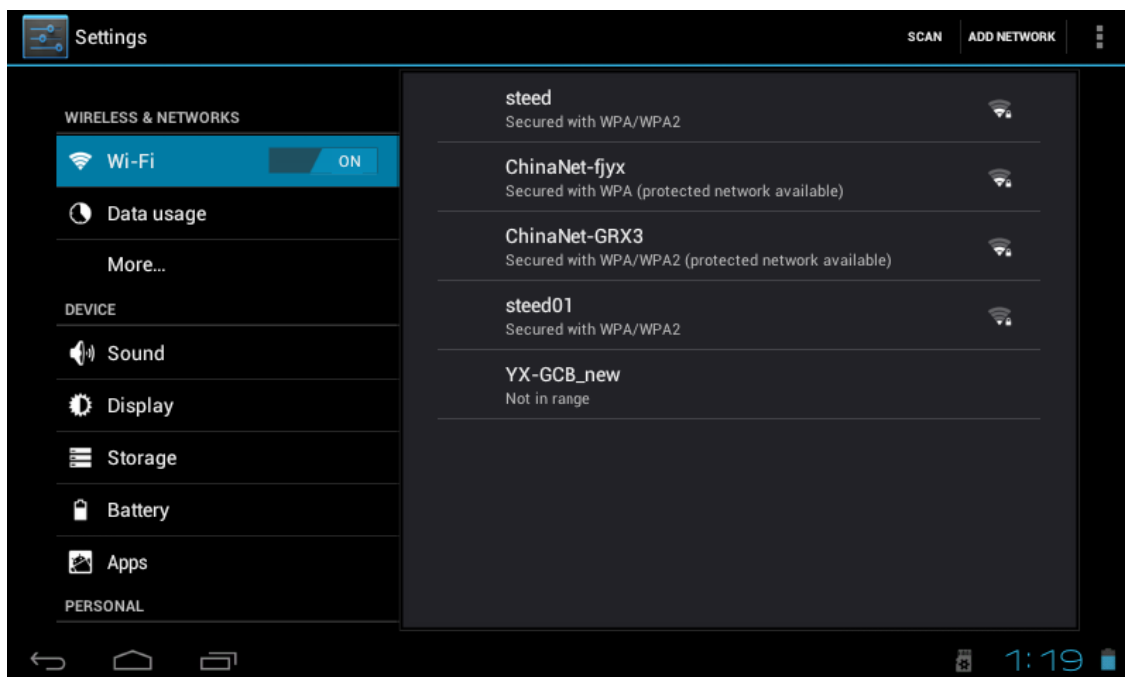 Settings
SCAN
ADD NETWORK
WIRELESS & NETWORKS
Wi-Fi
ON
Data usage
More...
DEVICE
Sound
Display
Storage
Battery
Apps
PERSONAL
steed
Secured with WPA/WPA2
ChinaNet-fjyx
Secured with WPA (protected network available)
ChinaNet-GRX3
Secured with WPA/WPA2 (protected network available)
steed01
Secured with WPA/WPA2
YX-GCB_new
Not in range
1:19